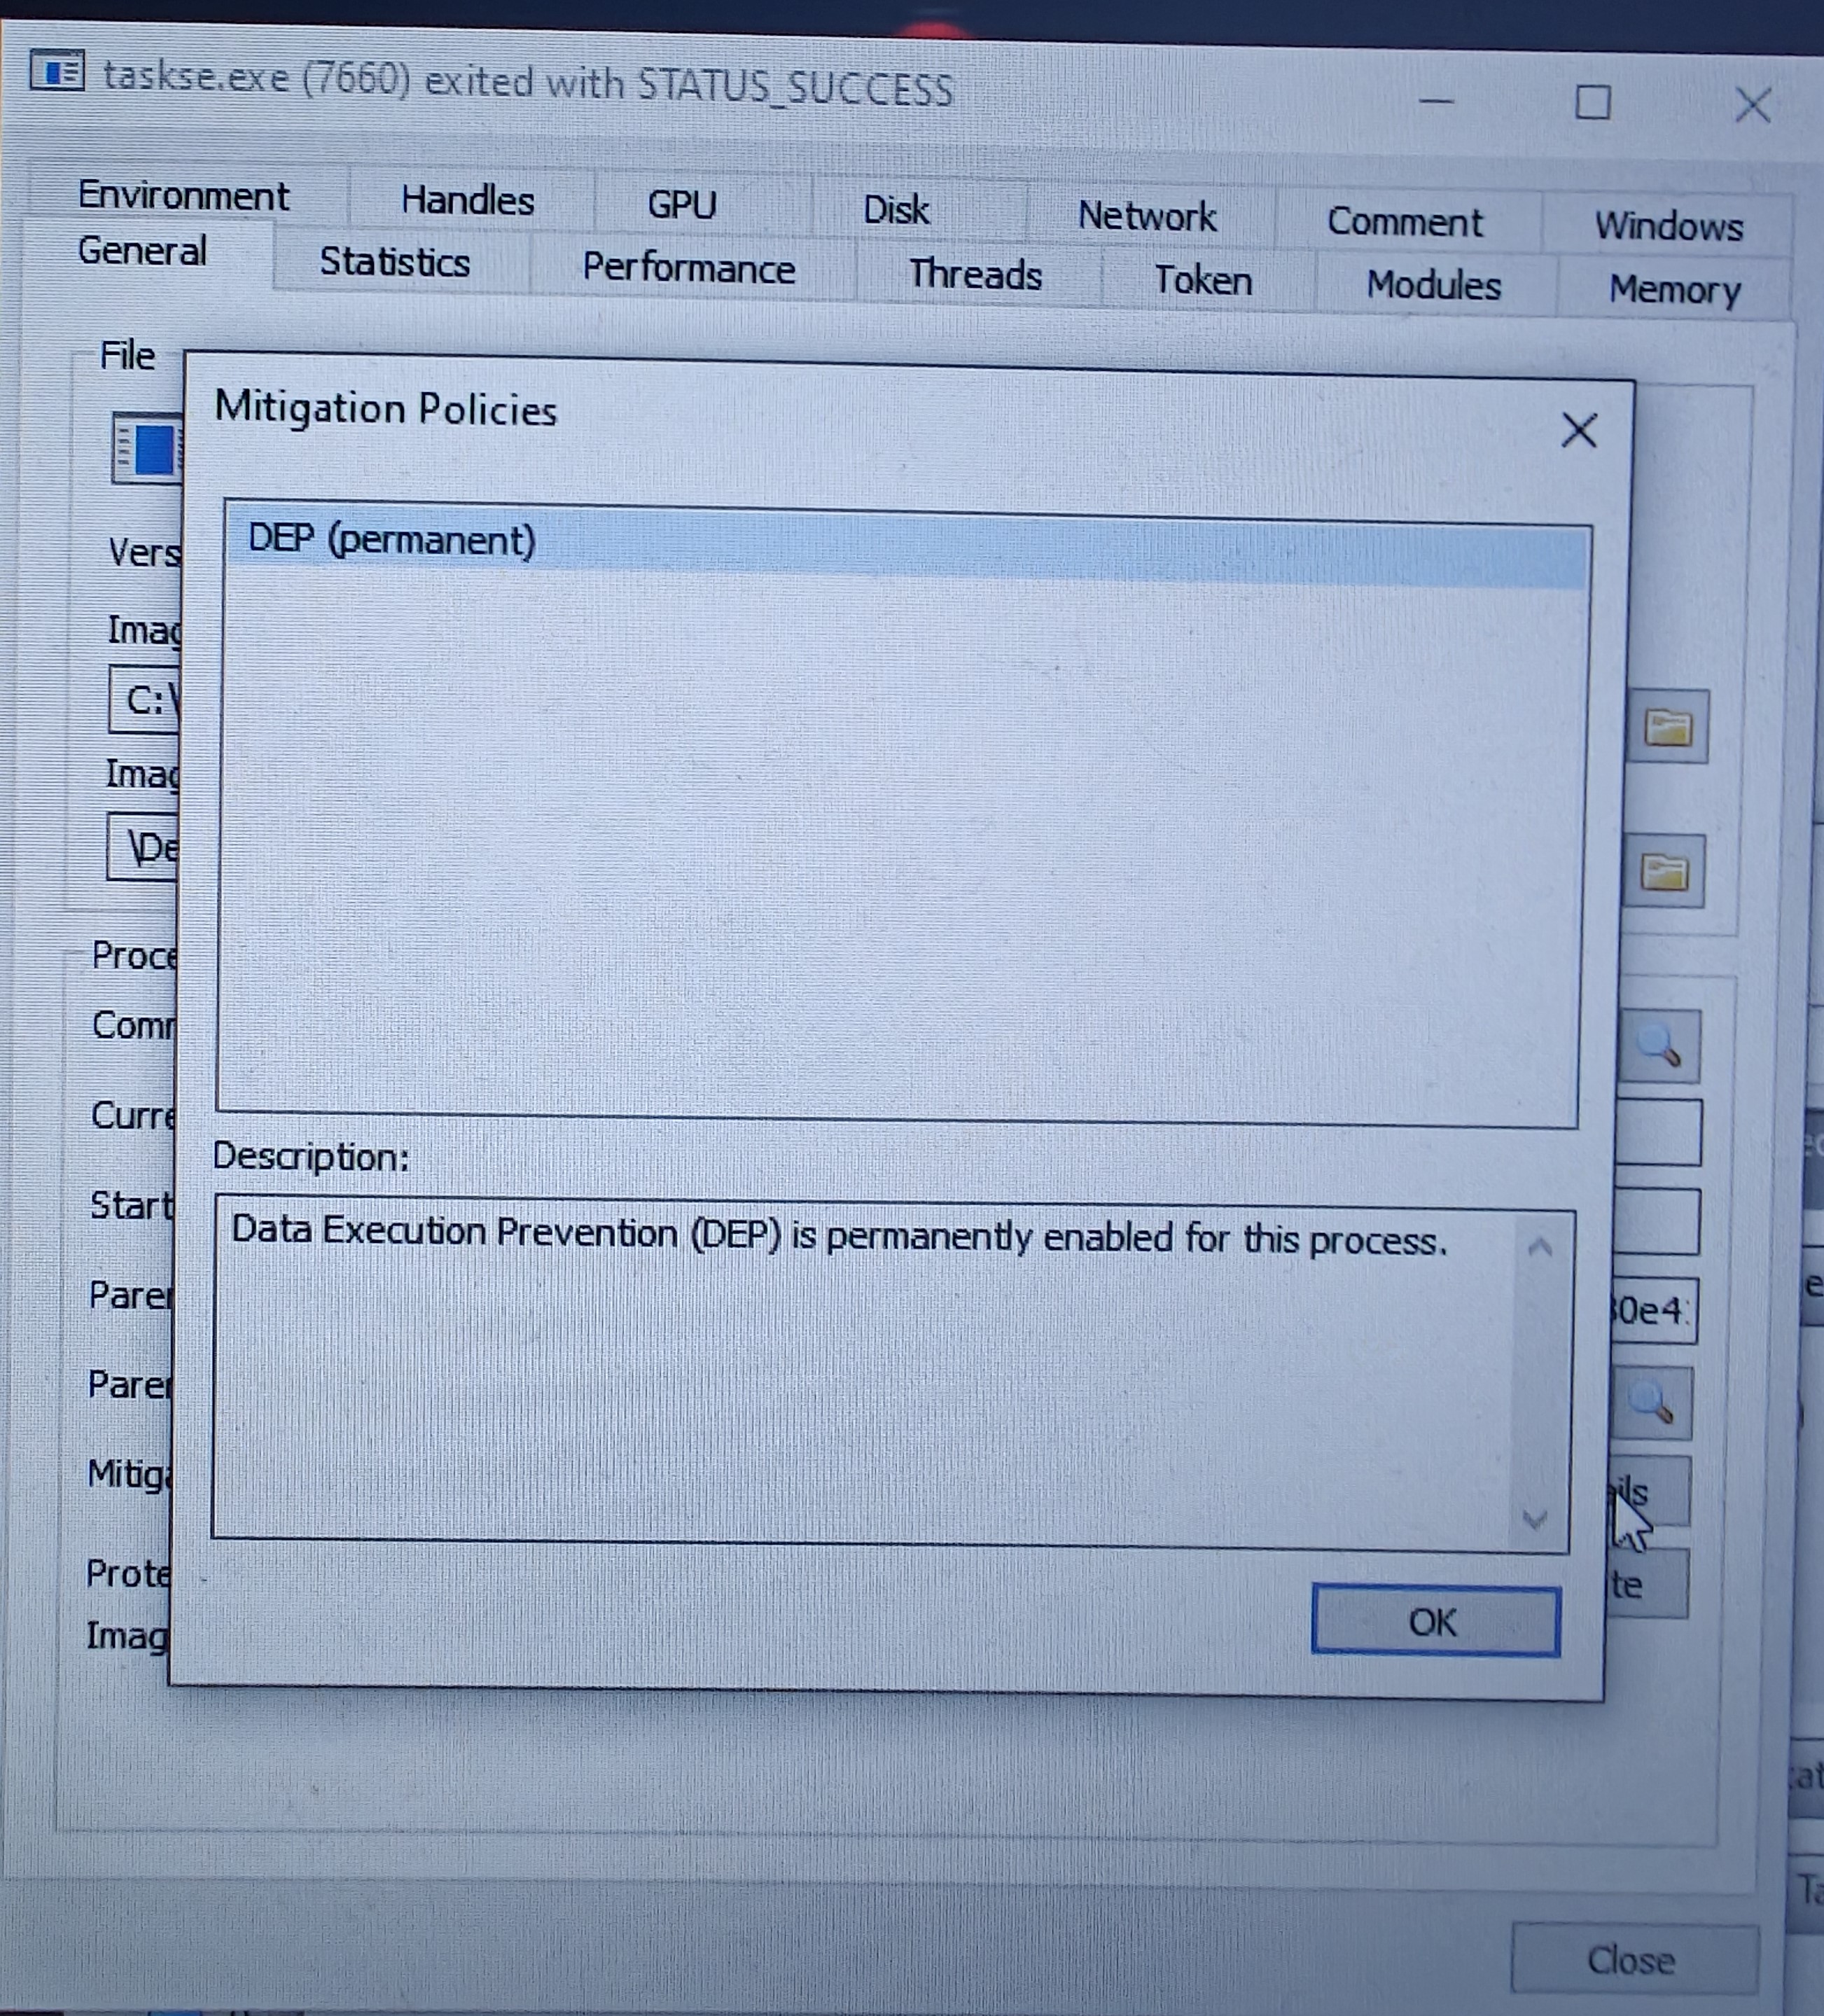 taskse.exe (7660) exited with STATUS_SUCCESS
Environment Handles GPU Disk Network Comment Windows
General Statistics Performance Threads Token Modules Memory
File
Mitigation Policies
DEP (permanent)
Vers
Imag
C:\
Imag
\De
Proce
Comr
Curre
Description:
Start
Data Execution Prevention (DEP) is permanently enabled for this process.
Parer
0e4
Parer
Mitiga
ils
Prote
te
OK
Imag
Close